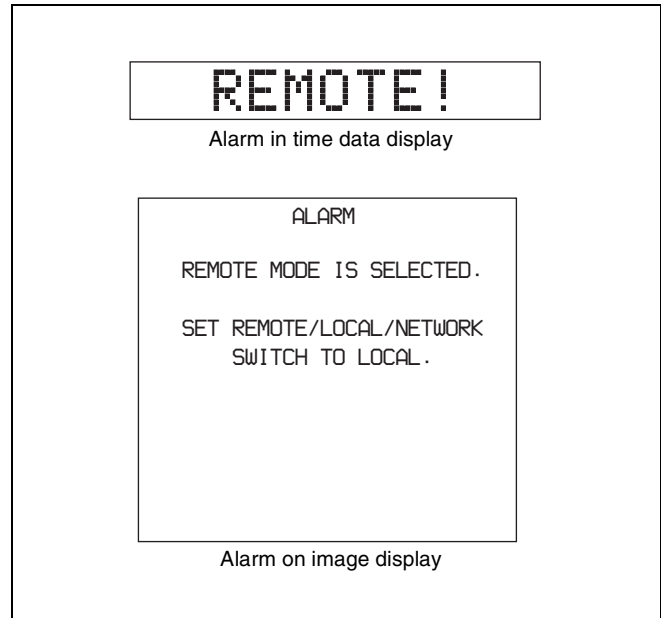 REMOTE!
Alarm in time data display
ALARM
REMOTE MODE IS SELECTED.
SET REMOTE/LOCAL/NETWORK
SWITCH TO LOCAL.
Alarm on image display